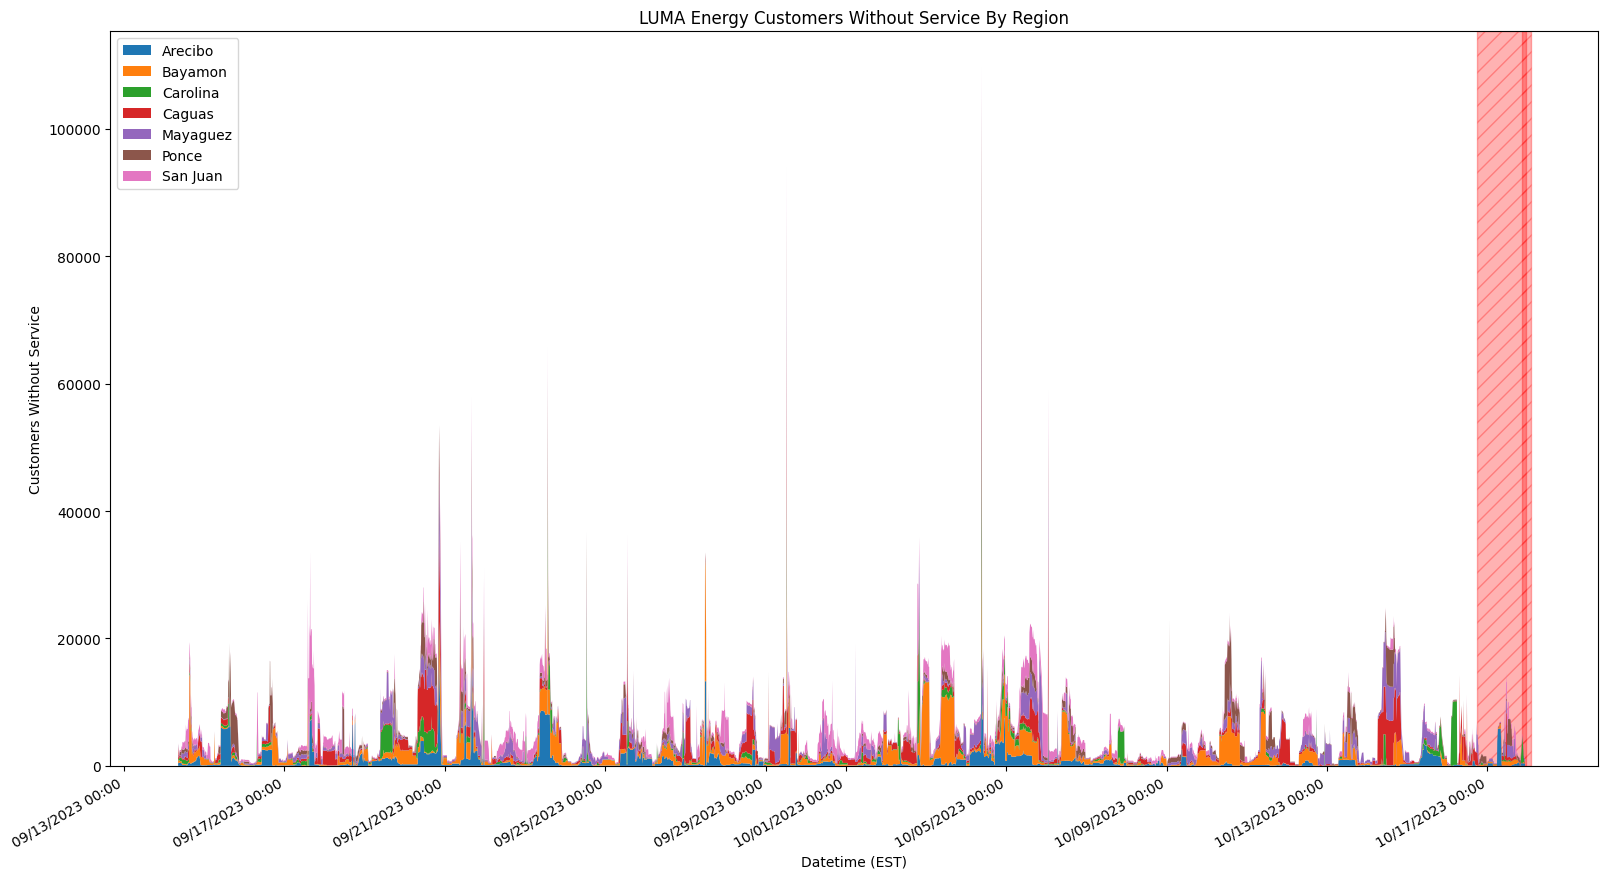 LUMA Energy Customers Without Service By Region
Arecibo
Bayamon
Carolina
Caguas
Mayaguez
Ponce
San Juan
Customers Without Service
100000
80000
60000
40000
20000
0
09/13/2023 00:00
09/17/2023 00:00
09/21/2023 00:00
09/25/2023 00:00
09/29/2023 00:00
10/01/2023 00:00
10/05/2023 00:00
10/09/2023 00:00
10/13/2023 00:00
10/17/2023 00:00
Datetime (EST)